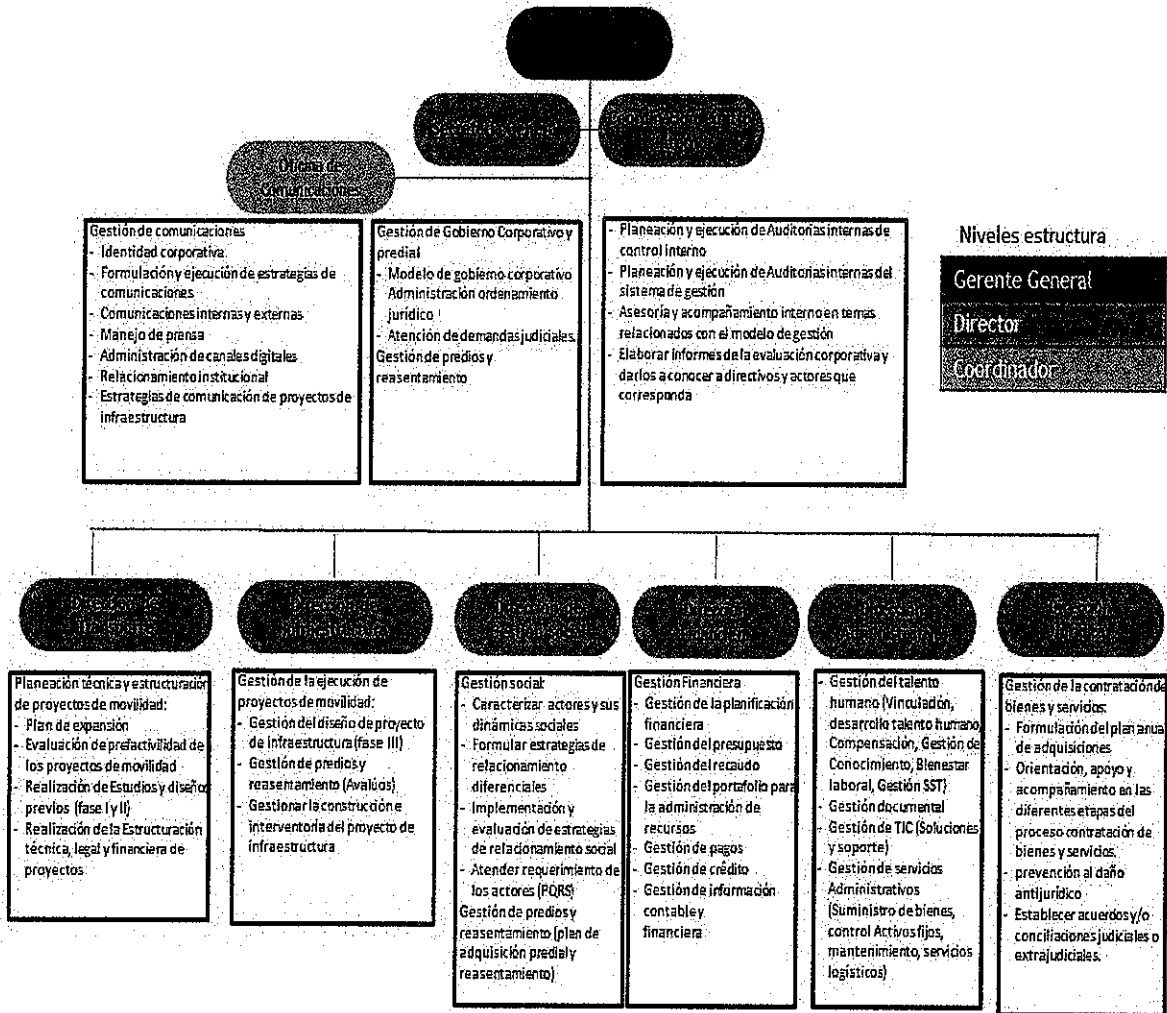 Oficina de
Comunicaciones
Gestión de comunicaciones
- Identidad corporativa
- Formulación y ejecución de estrategias de
comunicaciones
- Comunicaciones internas y externas
- Manejo de prensa
- Administración de canales digitales
- Relacionamiento institucional
- Estrategias de comunicación de proyectos de
infraestructura
Gestión de Gobierno Corporativo y
predial
- Modelo de gobierno corporativo
Administración ordenamiento
jurídico
- Atención de demandas judiciales.
Gestión de predios y
reasentamiento
- Planeación y ejecución de Auditorias internas de
control interno
- Planeación y ejecución de Auditorias internas del
sistema de gestión
- Asesoría y acompañamiento interno en temas
relacionados con el modelo de gestión
- Elaborar informes de la evaluación corporativa y
darlos a conocer a directivos y actores que
corresponda
Niveles estructura
Gerente General
Director
Coordinador
Planeación técnica y estructuración
de proyectos de movilidad:
- Plan de expansión
- Evaluación de prefactivilidad de
los proyectos de movilidad
- Realización de Estudios y diseños
previos (fase I y II)
- Realización de la Estructuración
técnica, legal y financiera de
proyectos
Gestión de la ejecución de
proyectos de movilidad:
- Gestión del diseño de proyecto
de infraestructura (fase III)
- Gestión de predios y
reasentamiento (Avalúos)
- Gestionar la construcción e
interventoria del proyecto de
infraestructura
Gestión social:
- Caracterizar actores y sus
dinámicas sociales
- Formular estrategias de
relacionamiento
diferenciales
- Implementación y
evaluación de estrategias
de relacionamiento social
- Atender requerimiento de
los actores (PQRS)
Gestión de predios y
reasentamiento (plan de
adquisición predial y
reasentamiento)
Gestión Financiera
- Gestión de la planificación
financiera
- Gestión del presupuesto
- Gestión del recaudo
- Gestión del portafolio para
la administración de
recursos
- Gestión de pagos
- Gestión de crédito
- Gestión de información
contable y
financiera
- Gestión del talento
humano (Vinculación,
desarrollo talento humano,
Compensación, Gestión de
Conocimiento, Bienestar
laboral, Gestión SST)
- Gestión documental
- Gestión de TIC (Soluciones
y soporte)
- Gestión de servicios
Administrativos
(Suministro de bienes,
control Activos fijos,
mantenimiento, servicios
logísticos)
Gestión de la contratación de
bienes y servicios:
- Formulación del plan anua
de adquisiciones
- Orientación, apoyo y
acompañamiento en las
diferentes etapas del
proceso contratación de
bienes y servicios.
- prevención al daño
antijurídico
- Establecer acuerdos y/o
conciliaciones judiciales o
extrajudiciales.